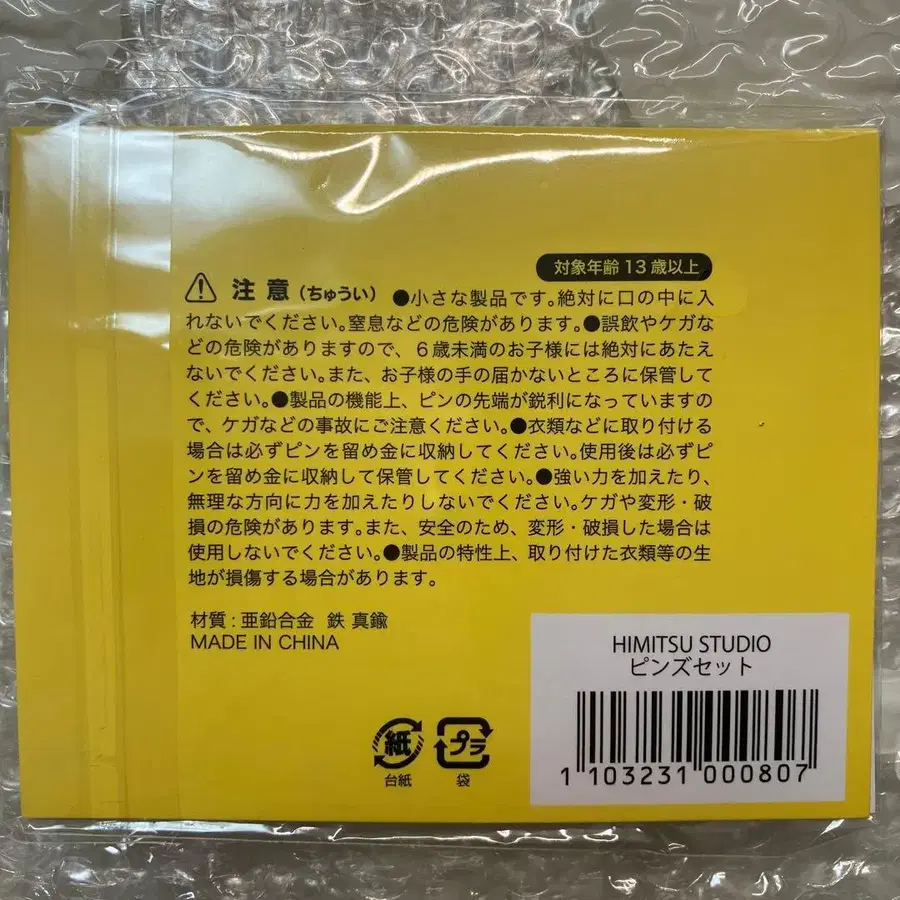 対象年齢 13 歳以上
注 意 (ちゅうい) ●小さな製品です。絶対に口の中に入
れないでください。窒息などの危険があります。●誤飲やケガな
どの危険がありますので、6歳未満のお子様には絶対にあたえ
ないでください。また、お子様の手の届かないところに保管して
ください。●製品の機能上、ピンの先端が鋭利になっていますの
で、ケガなどの事故にご注意ください。●衣類などに取り付ける
場合は必ずピンを留め金に収納してください。使用後は必ずピ
ンを留め金に収納して保管してください。●強い力を加えたり、
無理な方向に力を加えたりしないでください。ケガや変形・破
損の危険があります。また、安全のため、変形・破損した場合は
使用しないでください。●製品の特性上、取り付けた衣類等の生
地が損傷する場合があります。
材質 : 亜鉛合金 鉄 真鍮
MADE IN CHINA
紙
台紙
プラ
袋
HIMITSU STUDIO
ピンズセット
1 103231 000807